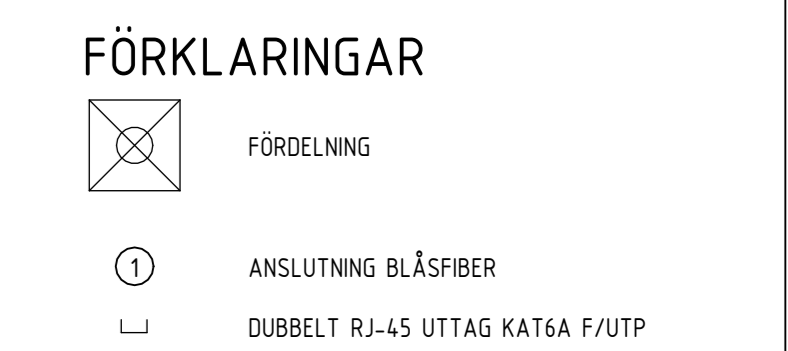 FÖRKLARINGAR
FÖRDELNING
1 ANSLUTNING BLÅSFIBER
DUBBELT RJ-45 UTTAG KAT6A F/UTP